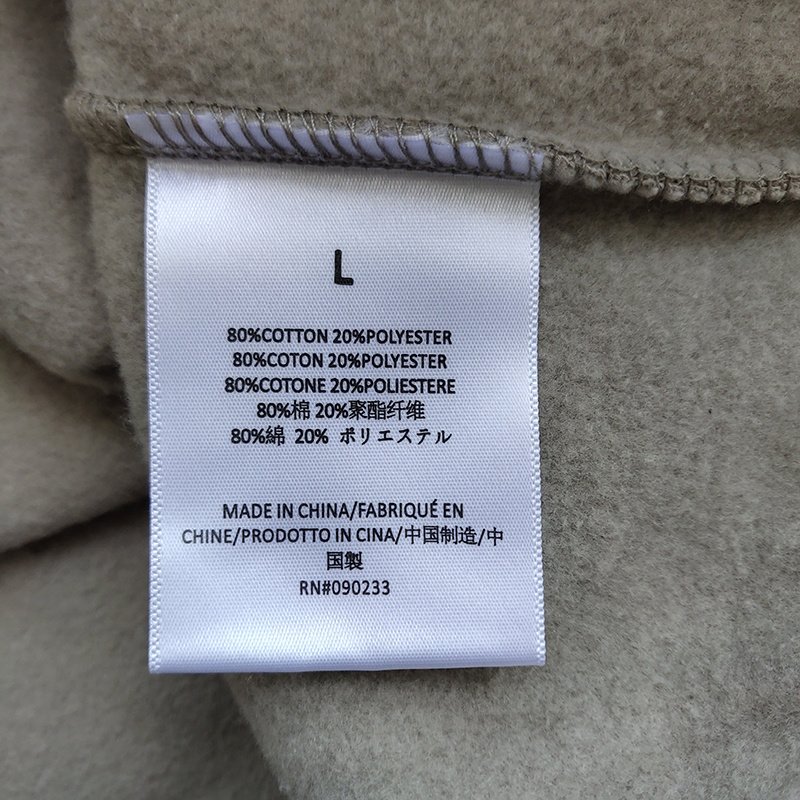 L
80%COTTON 20%POLYESTER
80%COTON 20%POLYESTER
80%COTONE 20%POLIESTERE
80%棉 20%聚酯纤维
80%綿 20% ポリエステル
MADE IN CHINA/FABRIQUÉ EN
CHINE/PRODOTTO IN CINA/中国制造/中
国製
RN#090233